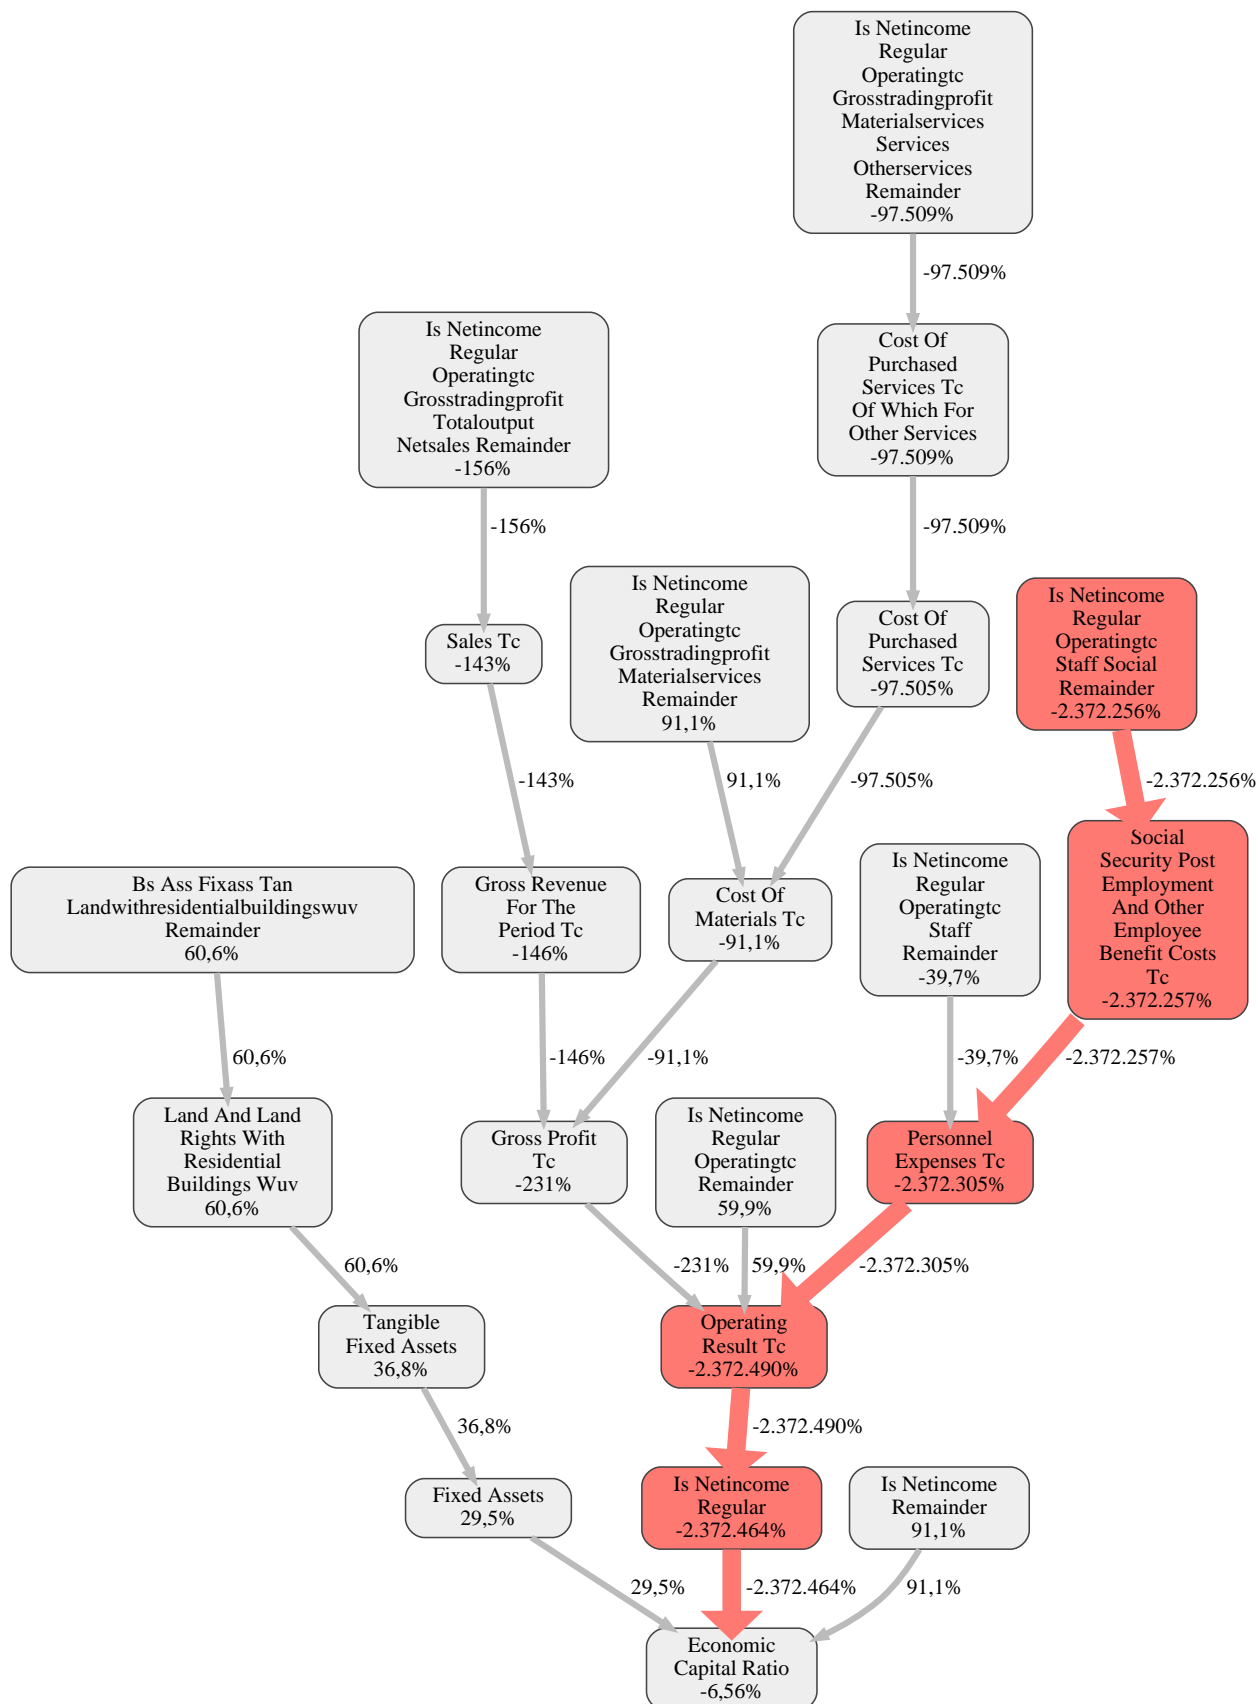 Is Netincome
Regular
Operatingtc
Grosstradingprofit
Materialservices
Services
Otherservices
Remainder
-97.509%
-97.509%
Is Netincome
Regular
Operatingtc
Grosstradingprofit
Totaloutput
Netsales Remainder
-156%
Cost Of
Purchased
Services Tc
Of Which For
Other Services
-97.509%
-156%
-97.509%
Is Netincome
Regular
Operatingtc
Grosstradingprofit
Materialservices
Remainder
91,1%
Is Netincome
Regular
Operatingtc
Staff Social
Remainder
-2.372.256%
Sales Tc
-143%
Cost Of
Purchased
Services Tc
-97.505%
-143%
91,1%
-97.505%
-2.372.256%
Social
Security Post
Employment
And Other
Employee
Benefit Costs
Tc
-2.372.257%
Is Netincome
Regular
Operatingtc
Staff
Remainder
-39,7%
Bs Ass Fixass Tan
Landwithresidentialbuildingswuv
Remainder
60,6%
Gross Revenue
For The
Period Tc
-146%
Cost Of
Materials Tc
-91,1%
60,6%
-146%
-91,1%
-39,7%
-2.372.257%
Land And Land
Rights With
Residential
Buildings Wuv
60,6%
Gross Profit
Tc
-231%
Is Netincome
Regular
Operatingtc
Remainder
59,9%
Personnel
Expenses Tc
-2.372.305%
60,6%
-231%
59,9%
-2.372.305%
Tangible
Fixed Assets
36,8%
Operating
Result Tc
-2.372.490%
36,8%
-2.372.490%
Fixed Assets
29,5%
Is Netincome
Regular
-2.372.464%
Is Netincome
Remainder
91,1%
29,5%
-2.372.464%
91,1%
Economic
Capital Ratio
-6,56%